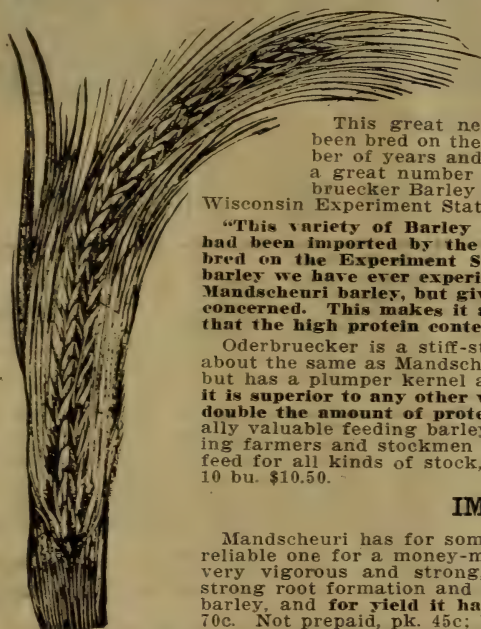 This great ne
been bred on the
ber of years and
a great number
bruecker Barley
Wisconsin Experiment Stat
"This variety of Barley
had been imported by the
bred on the Experiment S
barley we have ever experi
Mandscheuri barley, but giv
concerned. This makes it a
that the high protein conte
Oderbruecker is a stiff-st
about the same as Mandsch
but has a plumper kernel a
it is superior to any other v
double the amount of prote
ally valuable feeding barley
ing farmers and stockmen
feed for all kinds of stock,
10 bu. $10.50.
IM
Mandscheuri has for som
reliable one for a money-m
very vigorous and strong,
strong root formation and
barley, and for yield it ha
70c. Not prepaid, pk. 45c;